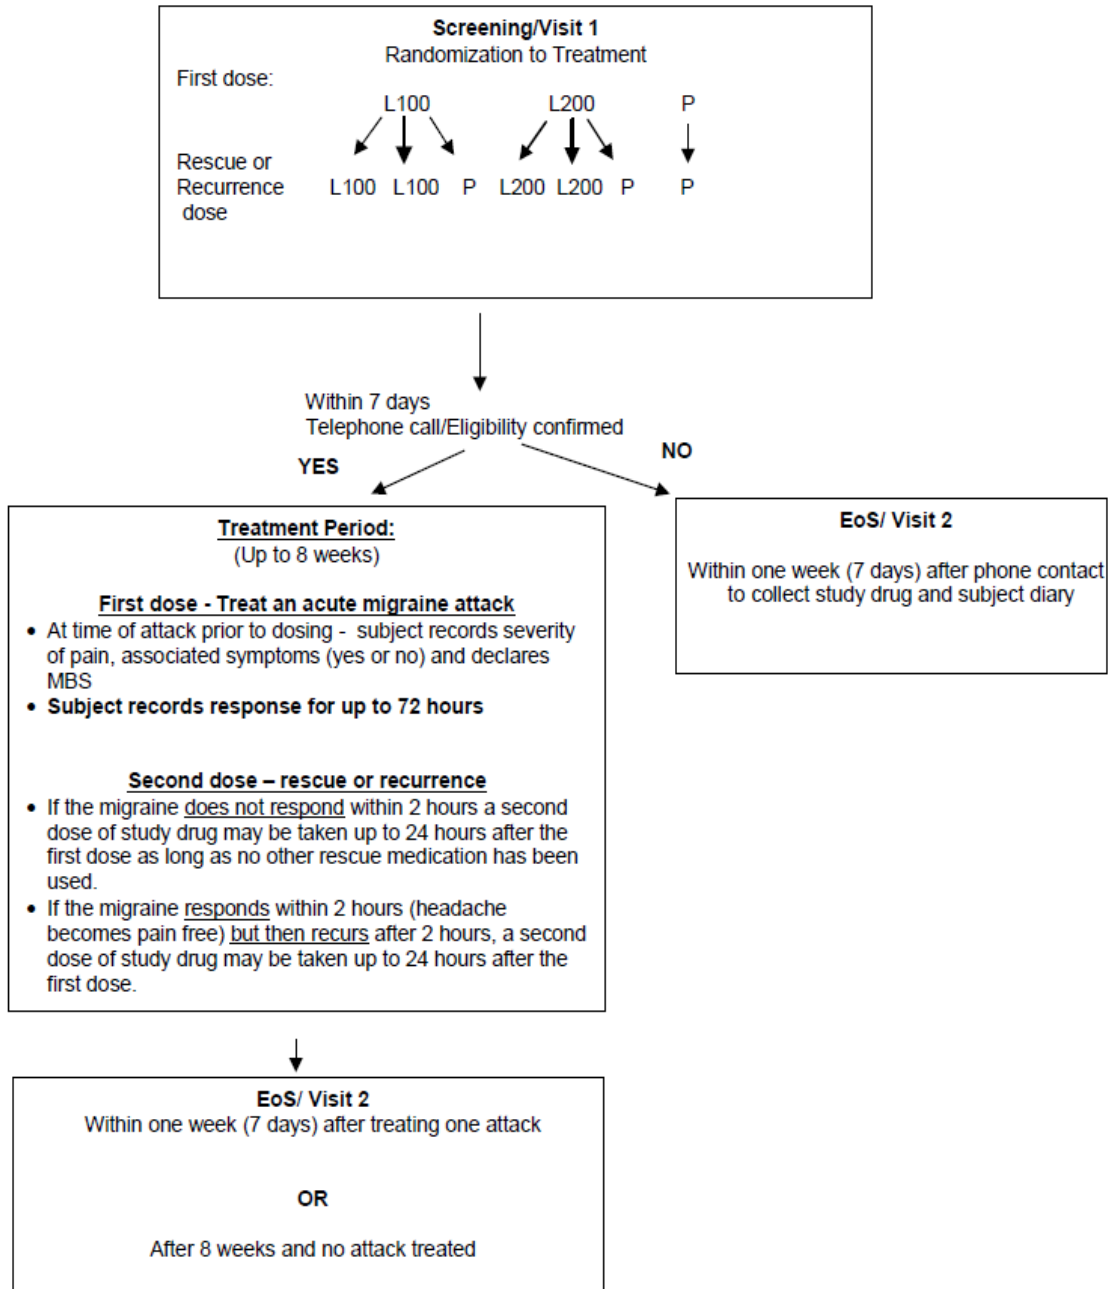 Screening/Visit 1
Randomization to Treatment
First dose:
L100 L200 P
Rescue or
Recurrence
dose
L100 L100 P L200 L200 P P
Within 7 days
Telephone call/Eligibility confirmed
YES
NO
Treatment Period:
(Up to 8 weeks)
First dose - Treat an acute migraine attack
• At time of attack prior to dosing - subject records severity
of pain, associated symptoms (yes or no) and declares
MBS
• Subject records response for up to 72 hours
Second dose – rescue or recurrence
• If the migraine does not respond within 2 hours a second
dose of study drug may be taken up to 24 hours after the
first dose as long as no other rescue medication has been
used.
• If the migraine responds within 2 hours (headache
becomes pain free) but then recurs after 2 hours, a second
dose of study drug may be taken up to 24 hours after the
first dose.
EoS/ Visit 2
Within one week (7 days) after phone contact
to collect study drug and subject diary
EoS/ Visit 2
Within one week (7 days) after treating one attack
OR
After 8 weeks and no attack treated